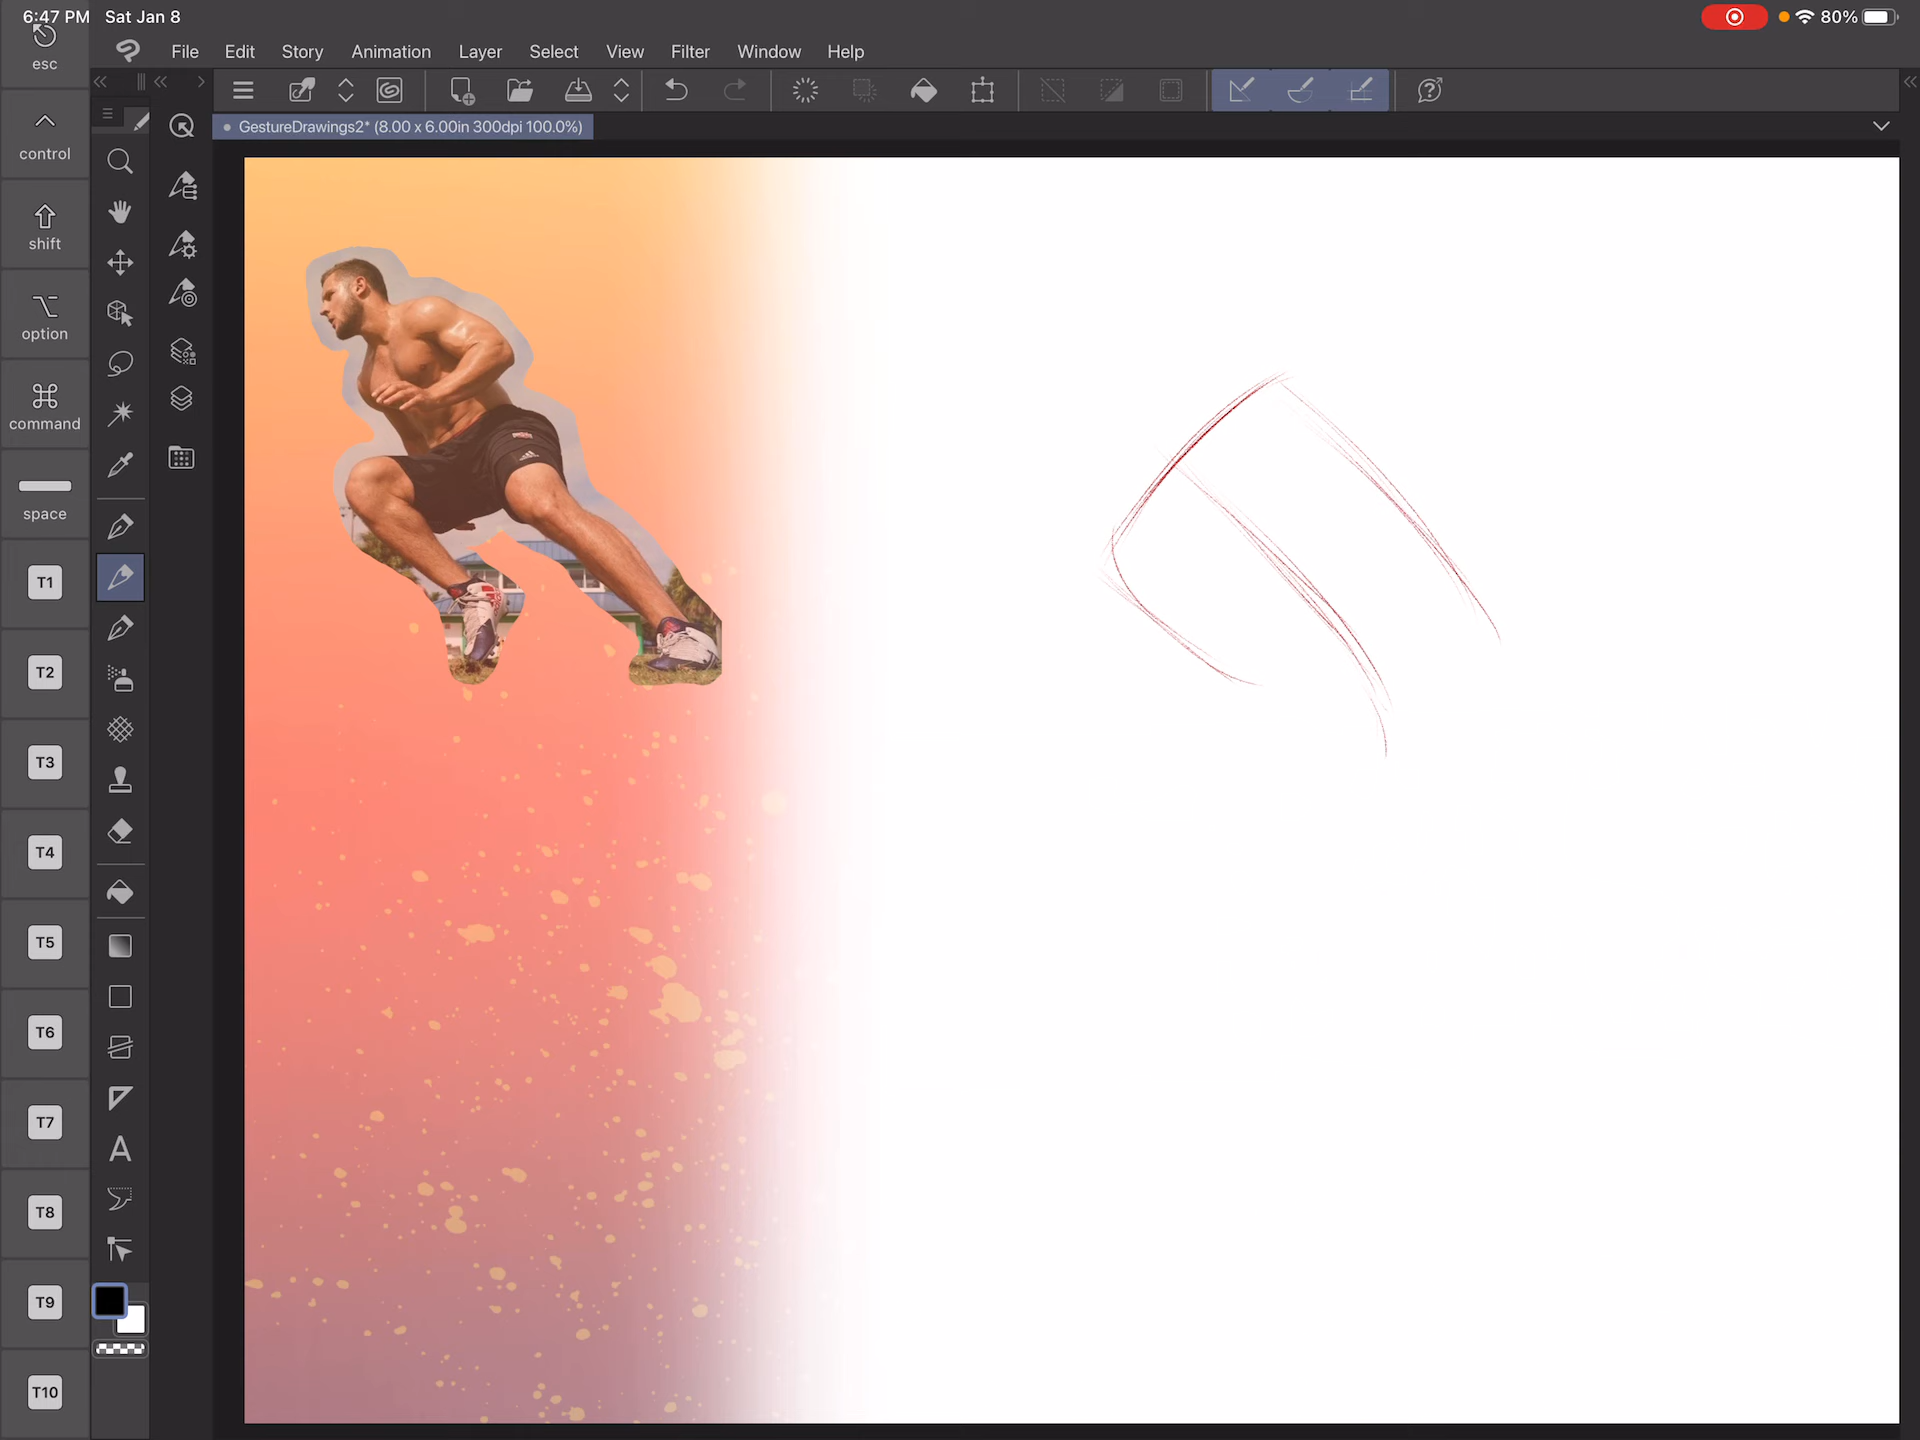 6:47 PM Sat Jan 8
80%
esc
File Edit Story Animation Layer Select View Filter Window Help
GestureDrawings2* (8.00 x 6.00in 300dpi 100.0%)
control
shift
option
command
space
T1
T2
T3
T4
T5
T6
T7
T8
T9
T10